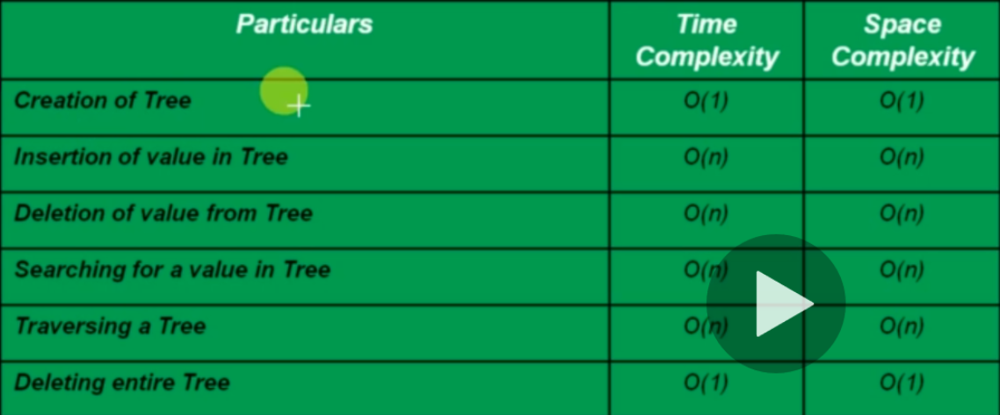 Particulars Time Complexity Space Complexity
Creation of Tree O(1) O(1)
Insertion of value in Tree O(n) O(n)
Deletion of value from Tree O(n) O(n)
Searching for a value in Tree O(n) O(n)
Traversing a Tree O(n) O(n)
Deleting entire Tree O(1) O(1)